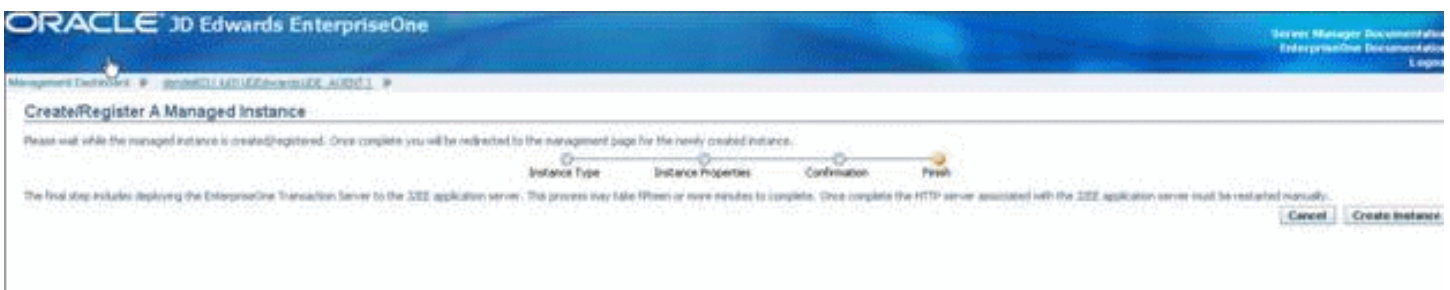 ORACLE JD Edwards EnterpriseOne
Server Manager Documentation
EnterpriseOne Documentation
Management Dashboard
Create/Register A Managed Instance
Please wait while the managed instance is created/registered. Once complete you will be redirected to the management page for the newly created instance.
Instance Type Instance Properties Confirmation Finish
The final step includes deploying the EnterpriseOne Transaction Server to the J2EE application server. This process may take fifteen or more minutes to complete. Once complete the HTTP server associated with the J2EE application server must be restarted manually.
Cancel Create Instance